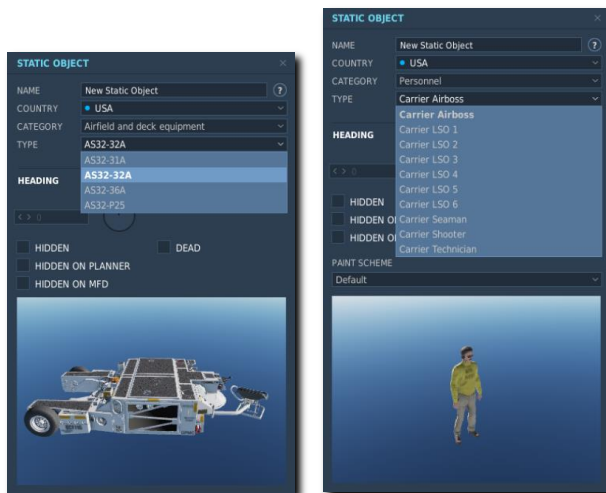 STATIC OBJECT ×
NAME New Static Object ?
COUNTRY USA
CATEGORY Airfield and deck equipment
TYPE AS32-32A
AS32-31A
AS32-32A
AS32-36A
AS32-P25
HEADING
< > 0
HIDDEN DEAD
HIDDEN ON PLANNER
HIDDEN ON MFD
STATIC OBJECT ×
NAME New Static Object ?
COUNTRY USA
CATEGORY Personnel
TYPE Carrier Airboss
Carrier Airboss
Carrier LSO 1
Carrier LSO 2
Carrier LSO 3
Carrier LSO 4
Carrier LSO 5
Carrier LSO 6
Carrier Seaman
Carrier Shooter
Carrier Technician
HEADING
< > 0
HIDDEN
HIDDEN O
HIDDEN O
PAINT SCHEME
Default